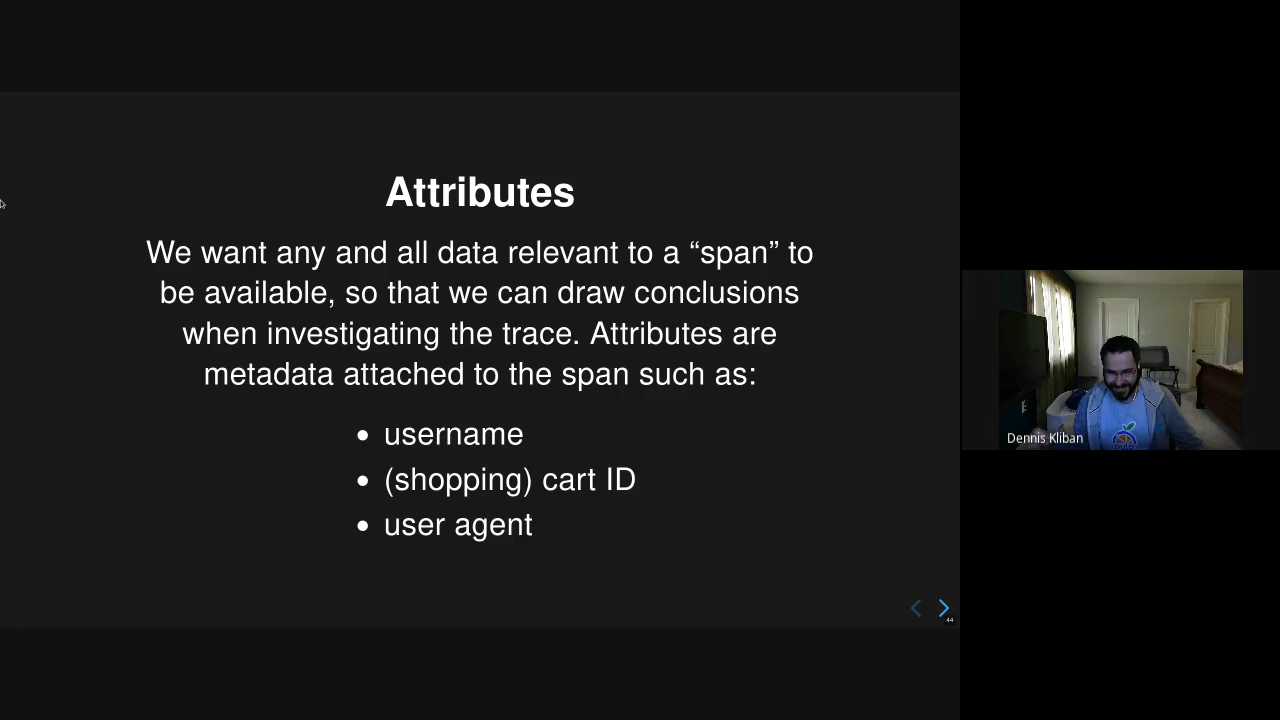 Attributes
We want any and all data relevant to a “span” to
be available, so that we can draw conclusions
when investigating the trace. Attributes are
metadata attached to the span such as:
• username
• (shopping) cart ID
• user agent
44
Dennis Kliban